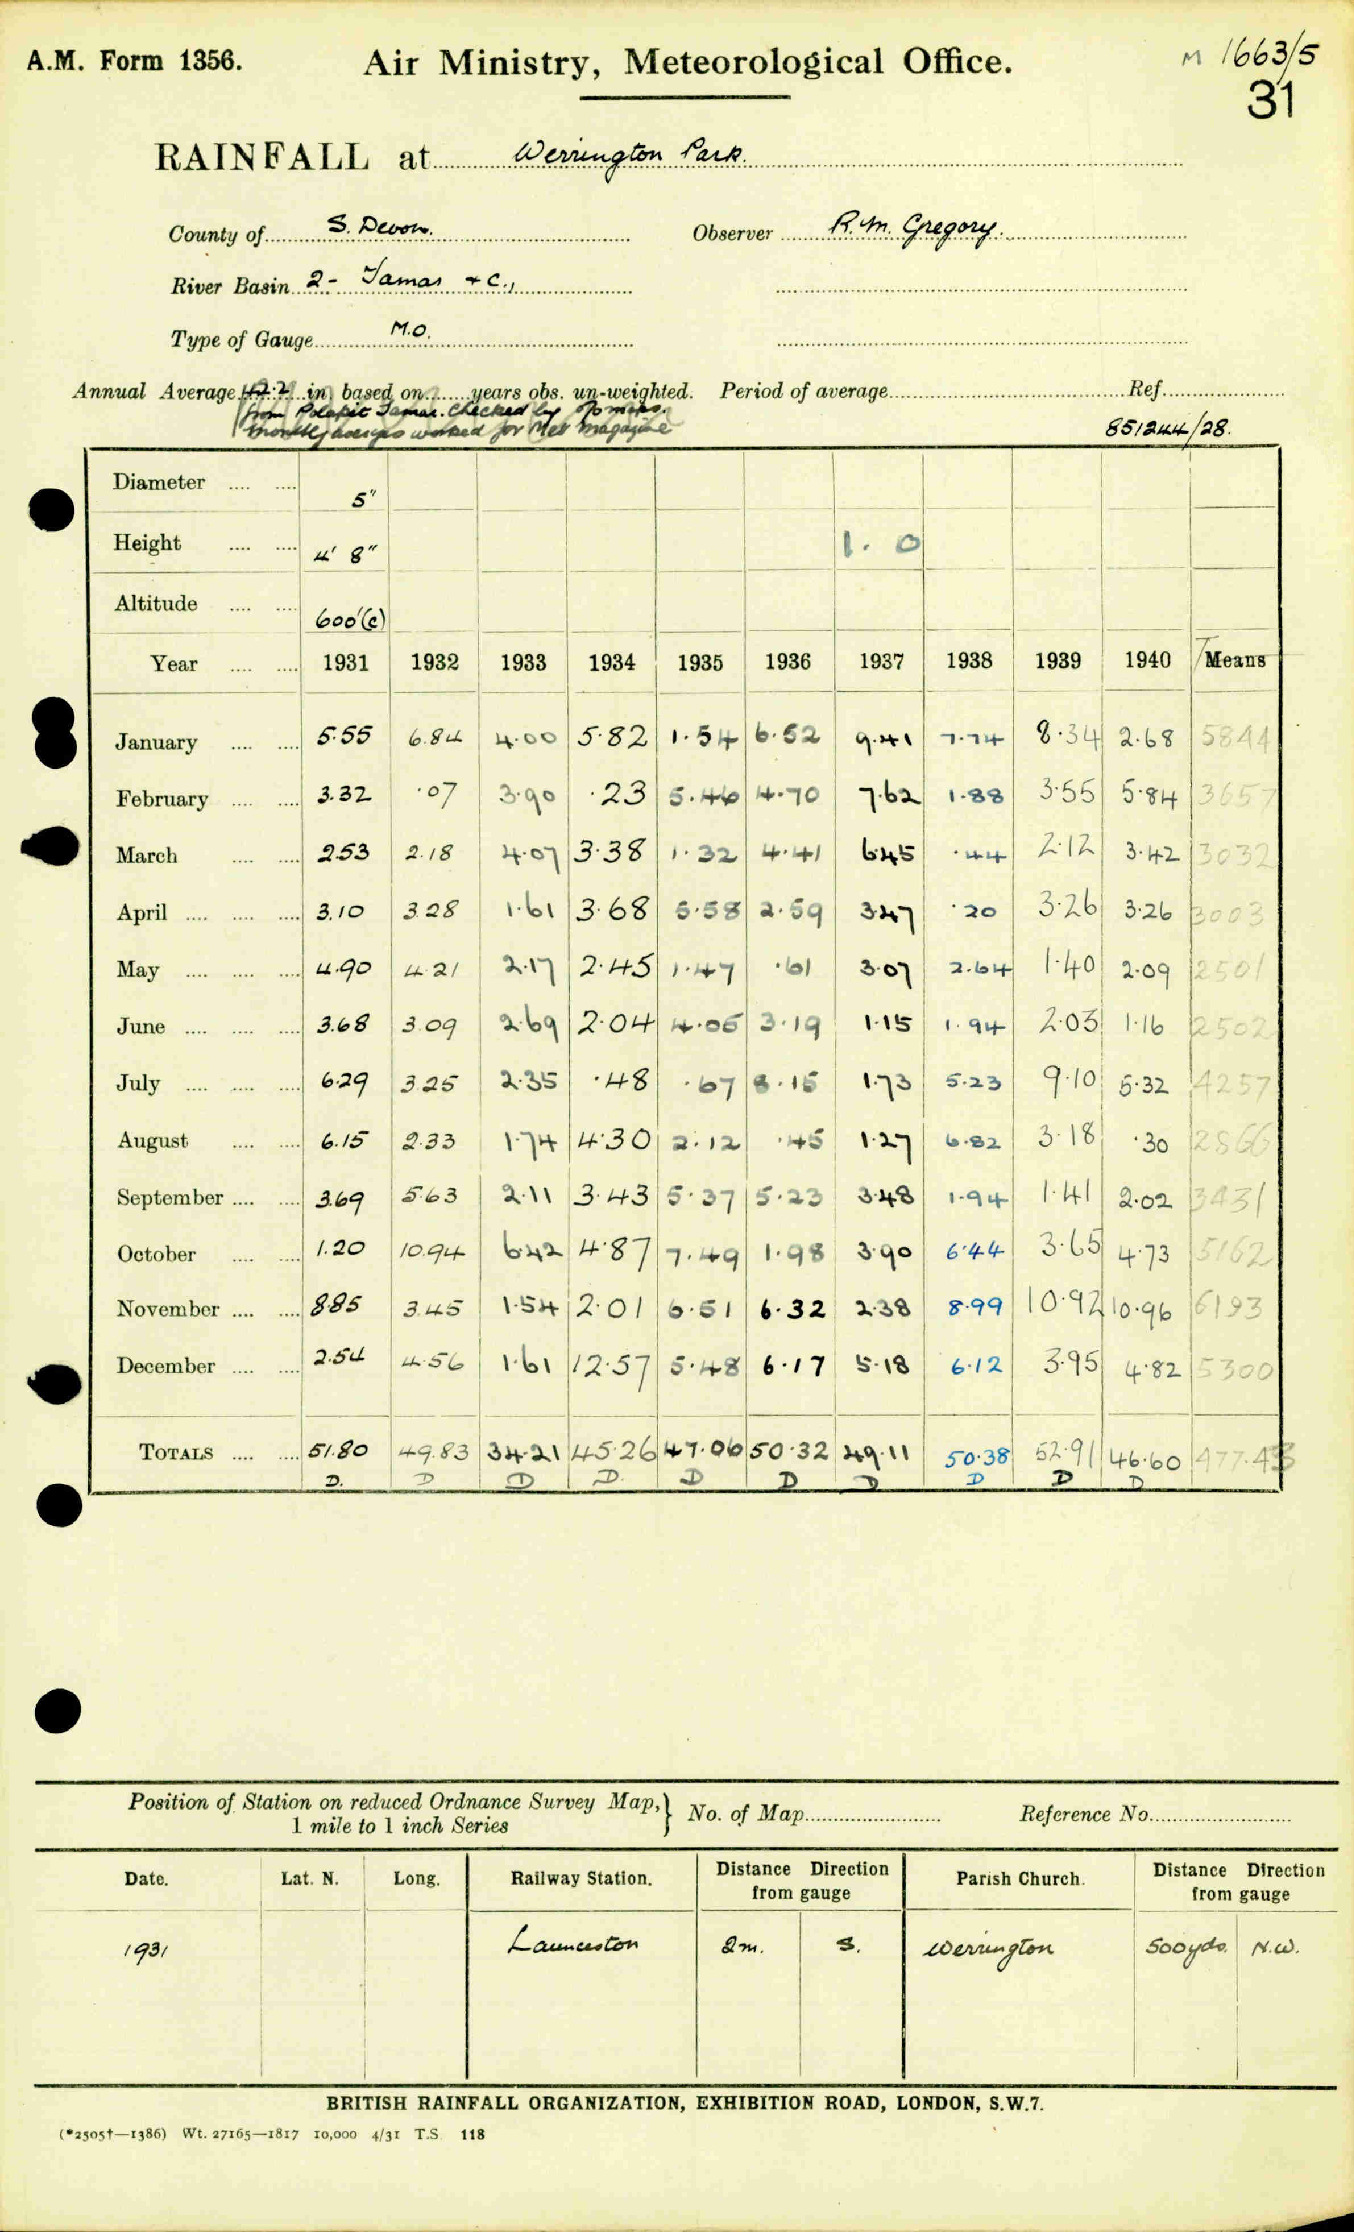 A.M. Form 1356.
Air Ministry, Meteorological Office.
M 1663/5
31
RAINFALL at Werrington Park.
County of S. Devon. Observer R.M. Gregory.
River Basin 2- Tamar &c.,
Type of Gauge M.O.
Annual Average 42.2 in. based on years obs. un-weighted. Period of average Ref.
from Polapit Tamar. Checked by % maps. 851244/28.
Monthly averages worked for Met Magazine
Diameter 5"
Height 4' 8" 1. 0
Altitude 600'(c)
Year 1931 1932 1933 1934 1935 1936 1937 1938 1939 1940 Means
January 5.55 6.84 4.00 5.82 1.54 6.52 9.41 7.74 8.34 2.68 5844
February 3.32 .07 3.90 .23 5.46 4.70 7.62 1.88 3.55 5.84 3657
March 2.53 2.18 4.07 3.38 1.32 4.41 6.45 .44 2.12 3.42 3032
April 3.10 3.28 1.61 3.68 5.58 2.59 3.47 .20 3.26 3.26 3003
May 4.90 4.21 2.17 2.45 1.47 .61 3.07 2.64 1.40 2.09 2501
June 3.68 3.09 2.69 2.04 4.05 3.19 1.15 1.94 2.03 1.16 2502
July 6.29 3.25 2.35 .48 .67 8.15 1.73 5.23 9.10 5.32 4257
August 6.15 2.33 1.74 4.30 2.12 .45 1.27 6.82 3.18 .30 2866
September 3.69 5.63 2.11 3.43 5.37 5.23 3.48 1.94 1.41 2.02 3431
October 1.20 10.94 6.42 4.87 7.49 1.98 3.90 6.44 3.65 4.73 5162
November 8.85 3.45 1.54 2.01 6.51 6.32 2.38 8.99 10.92 10.96 6193
December 2.54 4.56 1.61 12.57 5.48 6.17 5.18 6.12 3.95 4.82 5300
TOTALS 51.80 49.83 34.21 45.26 47.06 50.32 49.11 50.38 52.91 46.60 477.43
D. D D D. D D D D D D
Position of Station on reduced Ordnance Survey Map, 1 mile to 1 inch Series } No. of Map Reference No.
Date. Lat. N. Long. Railway Station. Distance Direction from gauge Parish Church. Distance Direction from gauge
1931 Launceston 2m. S. Werrington 500yds. N.W.
BRITISH RAINFALL ORGANIZATION, EXHIBITION ROAD, LONDON, S.W.7.
(*2505†—1386) Wt. 27165—1817 10,000 4/31 T.S. 118